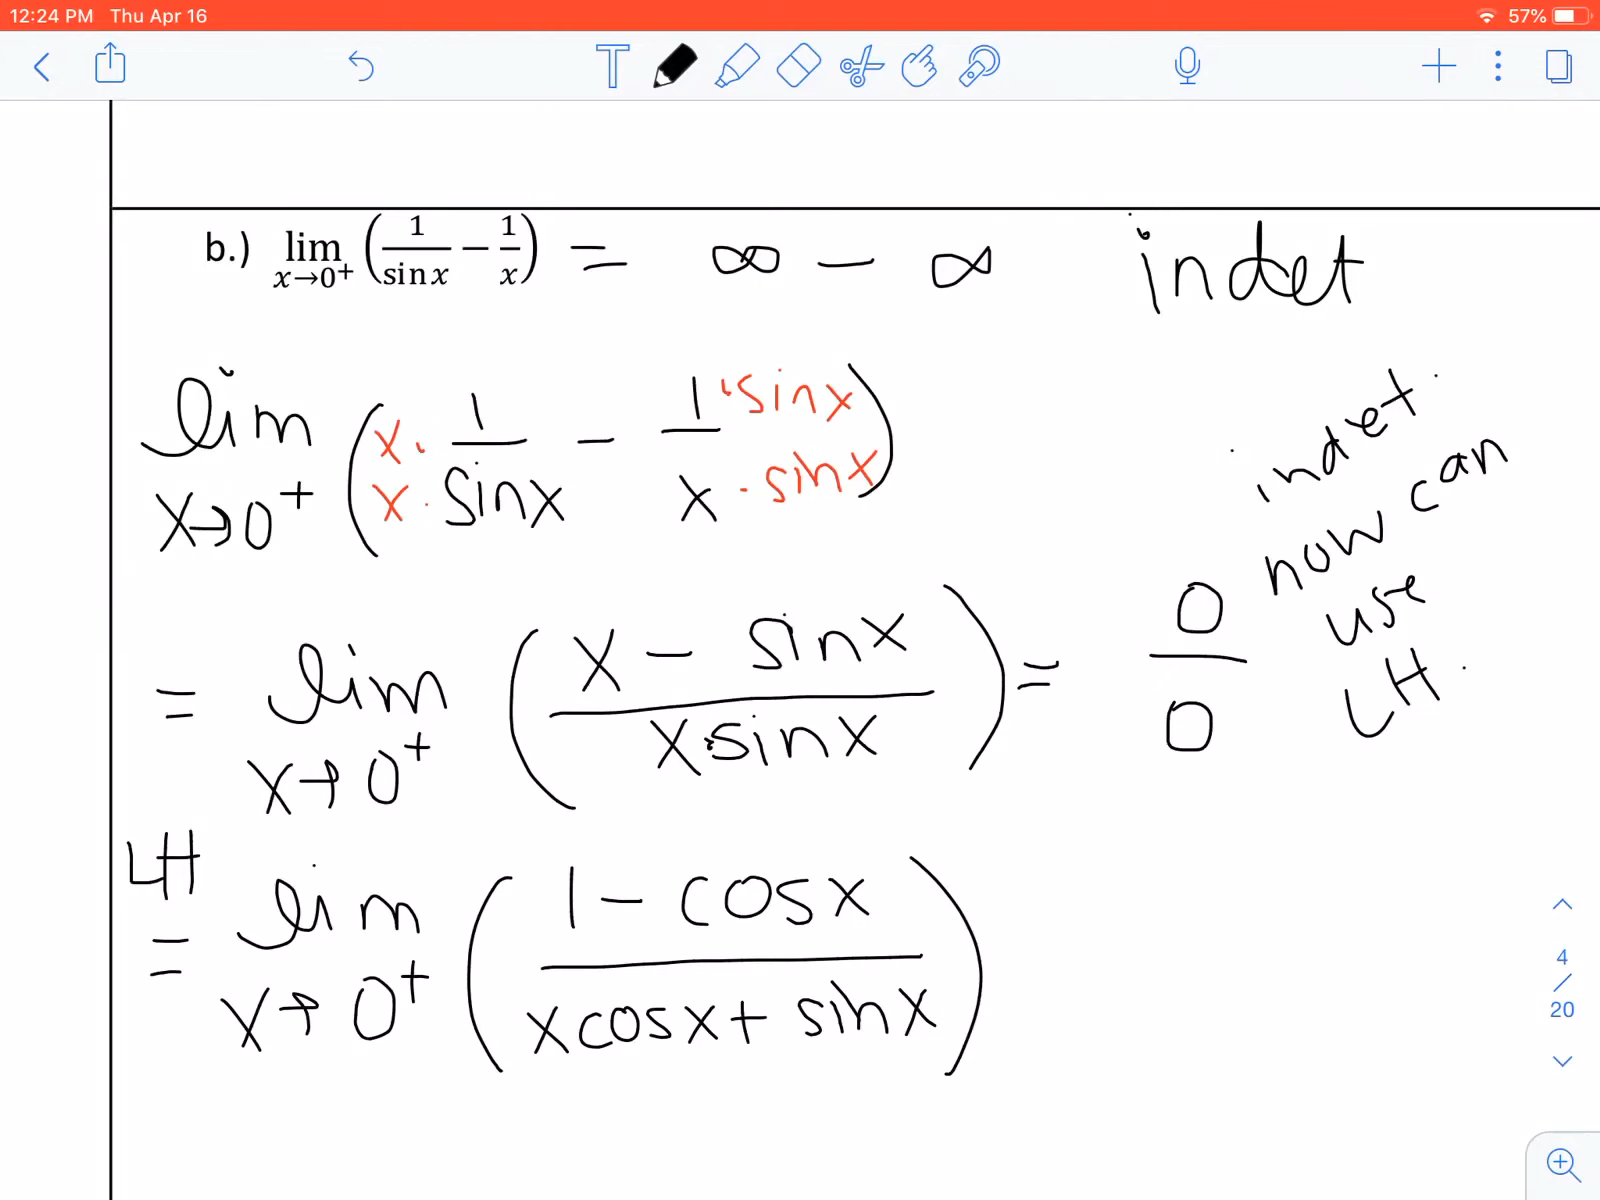 12:24 PM Thu Apr 16 57%
T
b.) lim x→0⁺ (1/sin x − 1/x) = ∞ − ∞ indet
lim x→0⁺ (x· 1 / x· sinx − 1 ·sinx / x · sinx)
indet.
now can
use
LH.
= lim x→0⁺ (x − sinx / x·sinx) = 0/0
LH
= lim x→0⁺ (1 − cosx / xcosx + sinx)
4
/
20